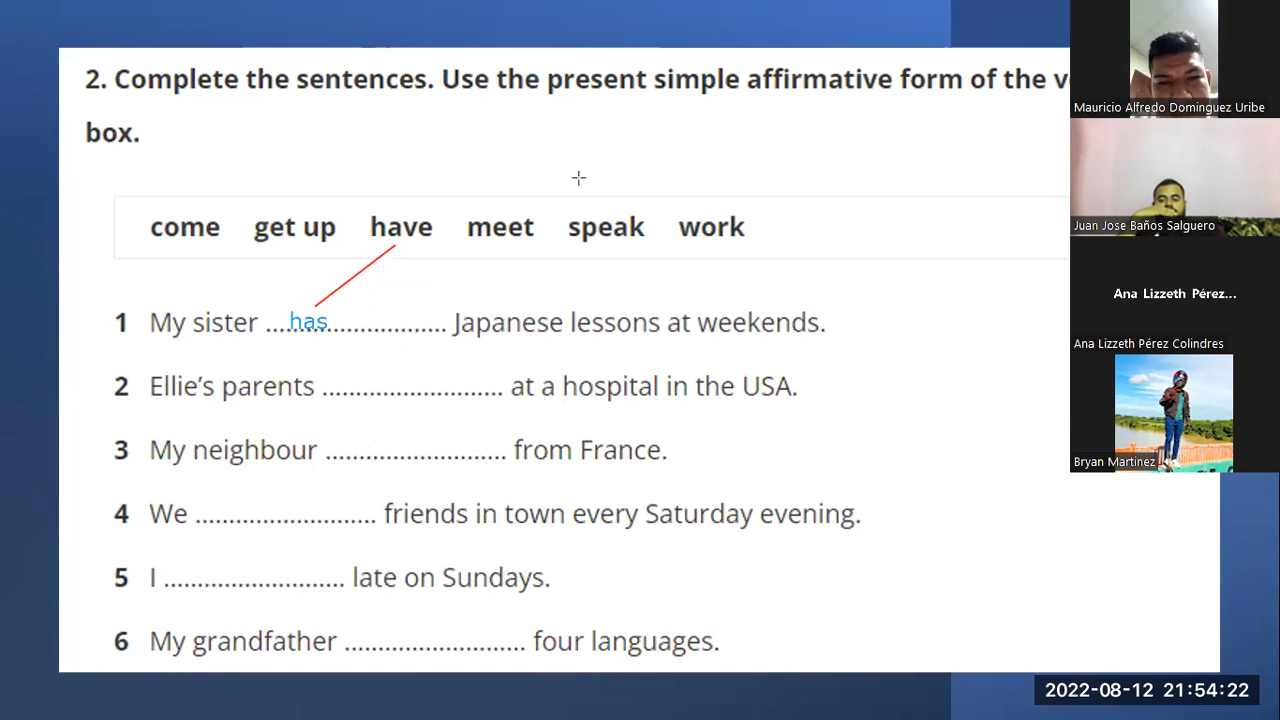 2. Complete the sentences. Use the present simple affirmative form of the v
box.
come get up have meet speak work
1 My sister ...has.................. Japanese lessons at weekends.
2 Ellie's parents ........................... at a hospital in the USA.
3 My neighbour ........................... from France.
4 We ........................... friends in town every Saturday evening.
5 I ........................... late on Sundays.
6 My grandfather ........................... four languages.
Mauricio Alfredo Dominguez Uribe
Juan Jose Baños Salguero
Ana Lizzeth Pérez...
Ana Lizzeth Pérez Colindres
Bryan Martinez
2022-08-12 21:54:22